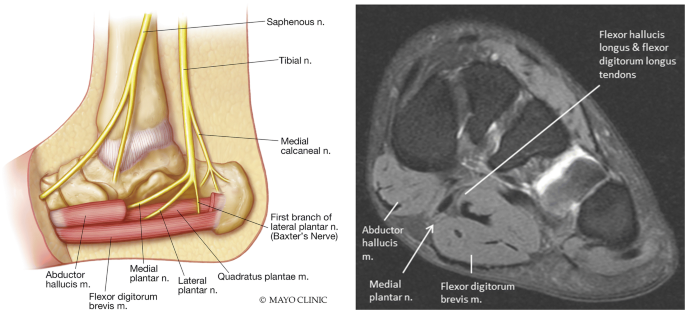 Saphenous n.
Tibial n.
Medial
calcaneal n.
First branch of
lateral plantar n.
(Baxter's Nerve)
Abductor
hallucis m.
Medial
plantar n.
Lateral
plantar n.
Quadratus plantae m.
Flexor digitorum
brevis m.
© MAYO CLINIC
Flexor hallucis
longus & flexor
digitorum longus
tendons
Abductor
hallucis
m.
Medial
plantar n.
Flexor digitorum
brevis m.